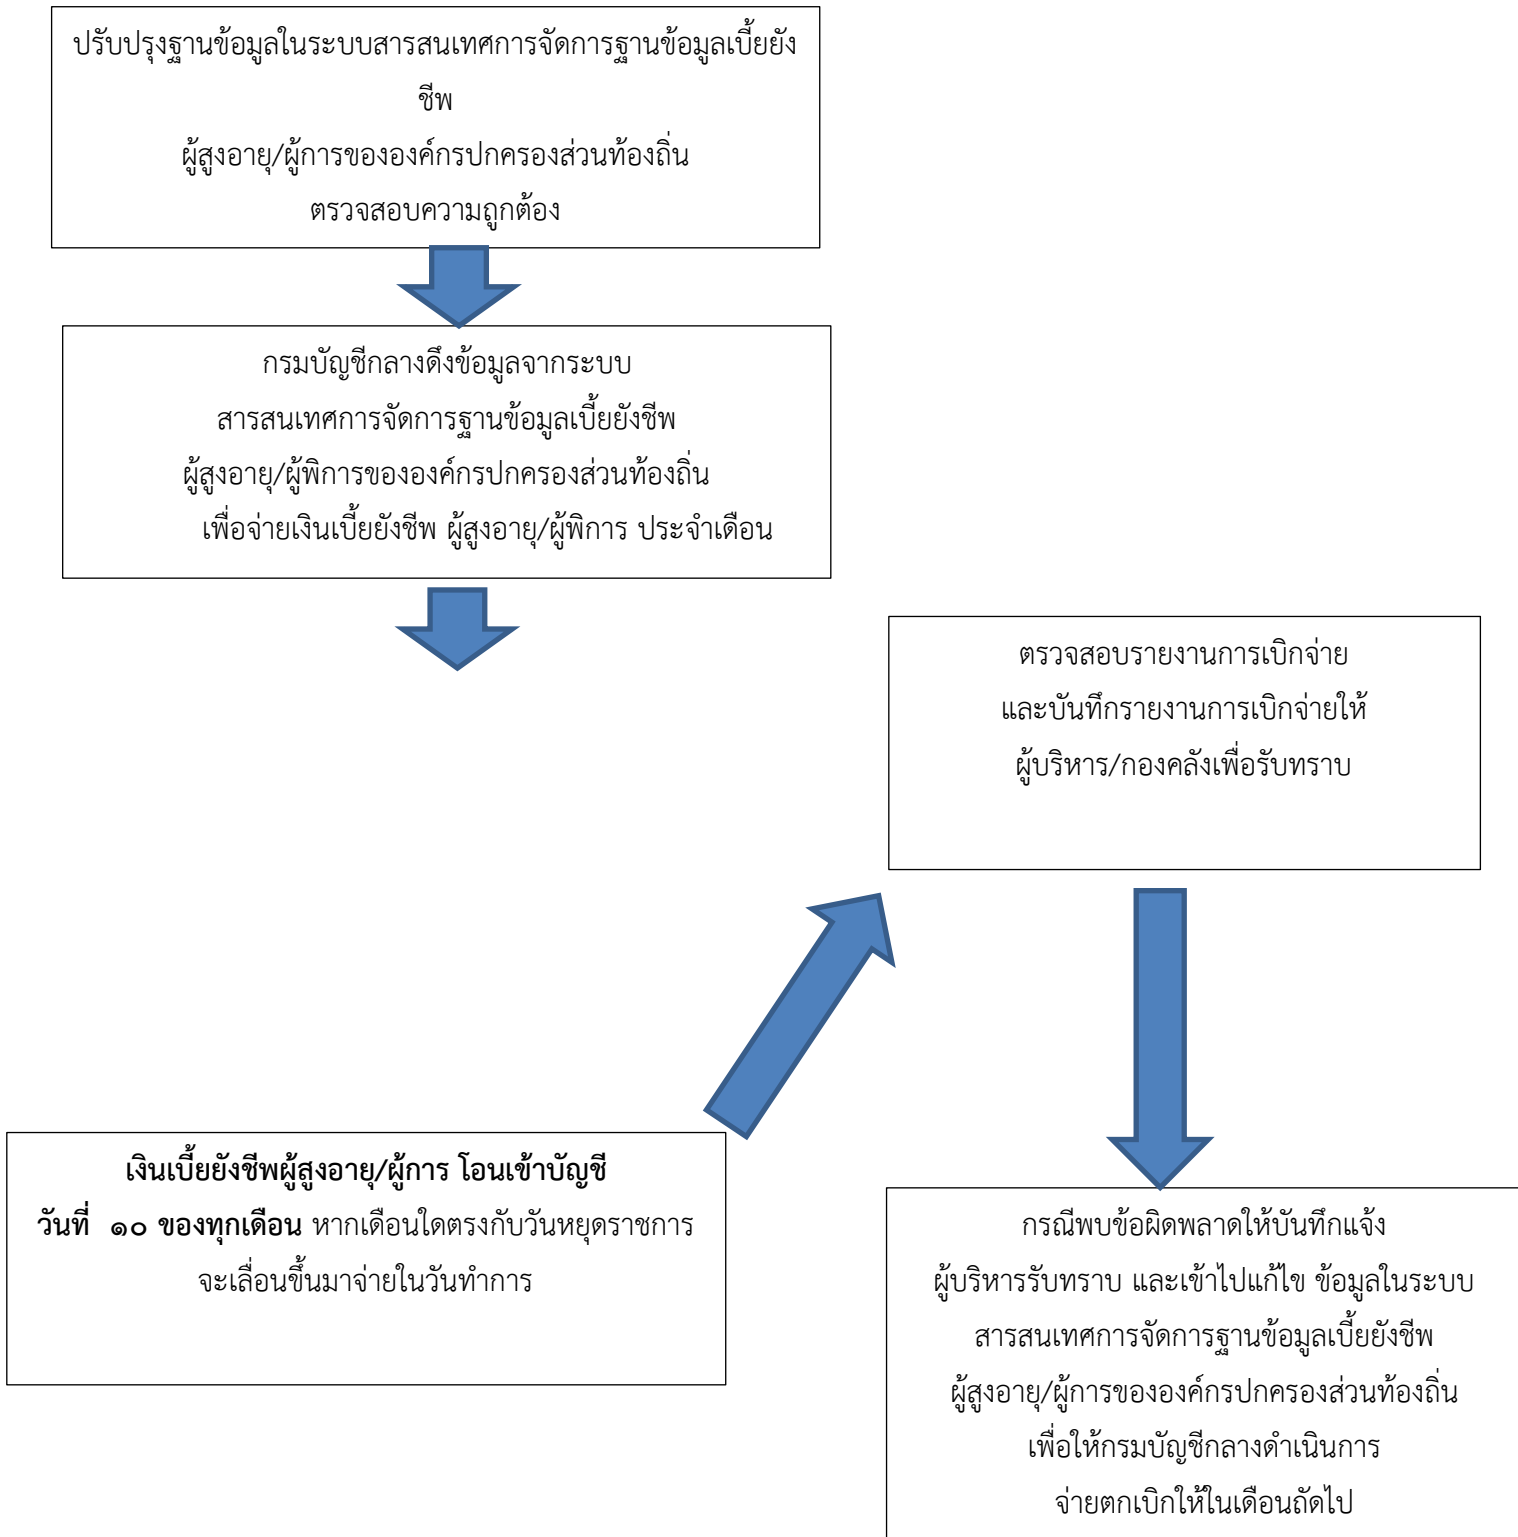 ปรับปรุงฐานข้อมูลในระบบสารสนเทศการจัดการฐานข้อมูลเบี้ยยัง
ชีพ
ผู้สูงอายุ/ผู้การขององค์กรปกครองส่วนท้องถิ่น
ตรวจสอบความถูกต้อง
กรมบัญชีกลางดึงข้อมูลจากระบบ
สารสนเทศการจัดการฐานข้อมูลเบี้ยยังชีพ
ผู้สูงอายุ/ผู้พิการขององค์กรปกครองส่วนท้องถิ่น
เพื่อจ่ายเงินเบี้ยยังชีพ ผู้สูงอายุ/ผู้พิการ ประจำเดือน
เงินเบี้ยยังชีพผู้สูงอายุ/ผู้การ โอนเข้าบัญชี
วันที่ ๑๐ ของทุกเดือน หากเดือนใดตรงกับวันหยุดราชการ
จะเลื่อนขึ้นมาจ่ายในวันทำการ
ตรวจสอบรายงานการเบิกจ่าย
และบันทึกรายงานการเบิกจ่ายให้
ผู้บริหาร/กองคลังเพื่อรับทราบ
กรณีพบข้อผิดพลาดให้บันทึกแจ้ง
ผู้บริหารรับทราบ และเข้าไปแก้ไข ข้อมูลในระบบ
สารสนเทศการจัดการฐานข้อมูลเบี้ยยังชีพ
ผู้สูงอายุ/ผู้การขององค์กรปกครองส่วนท้องถิ่น
เพื่อให้กรมบัญชีกลางดำเนินการ
จ่ายตกเบิกให้ในเดือนถัดไป